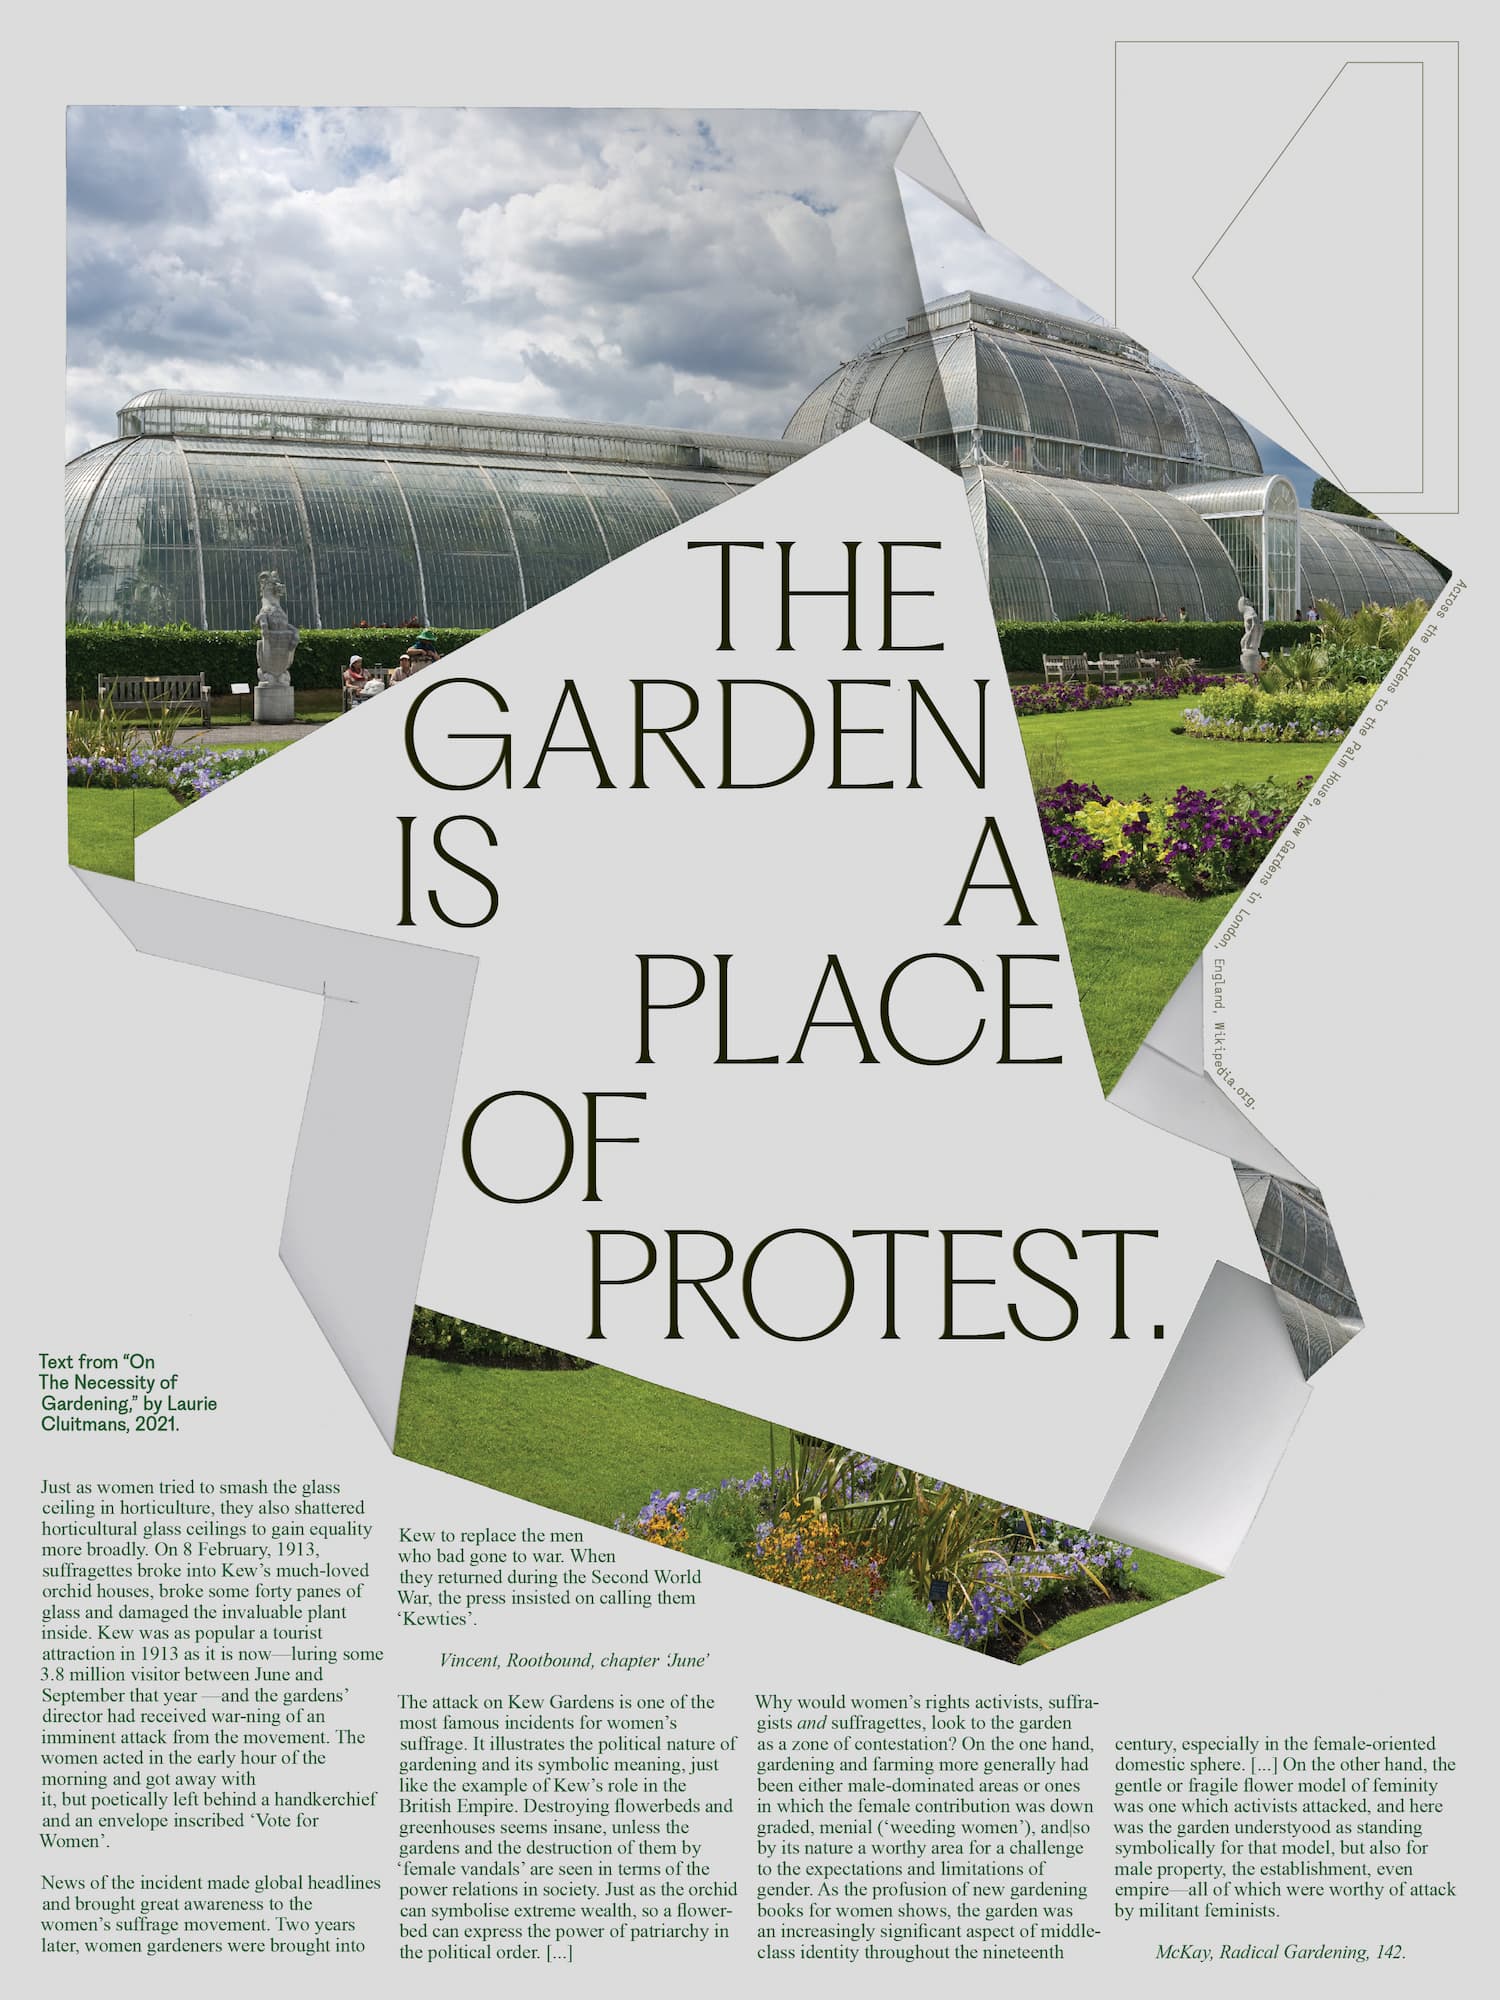 THE
GARDEN
IS A
PLACE
OF
PROTEST.
Across the gardens to the Palm House, Kew Gardens in London, England, Wikipedia.org.
Text from “On
The Necessity of
Gardening,” by Laurie
Cluitmans, 2021.
Just as women tried to smash the glass
ceiling in horticulture, they also shattered
horticultural glass ceilings to gain equality
more broadly. On 8 February, 1913,
suffragettes broke into Kew’s much-loved
orchid houses, broke some forty panes of
glass and damaged the invaluable plant
inside. Kew was as popular a tourist
attraction in 1913 as it is now—luring some
3.8 million visitor between June and
September that year —and the gardens’
director had received war-ning of an
imminent attack from the movement. The
women acted in the early hour of the
morning and got away with
it, but poetically left behind a handkerchief
and an envelope inscribed ‘Vote for
Women’.
News of the incident made global headlines
and brought great awareness to the
women’s suffrage movement. Two years
later, women gardeners were brought into
Kew to replace the men
who bad gone to war. When
they returned during the Second World
War, the press insisted on calling them
‘Kewties’.
Vincent, Rootbound, chapter ‘June’
The attack on Kew Gardens is one of the
most famous incidents for women’s
suffrage. It illustrates the political nature of
gardening and its symbolic meaning, just
like the example of Kew’s role in the
British Empire. Destroying flowerbeds and
greenhouses seems insane, unless the
gardens and the destruction of them by
‘female vandals’ are seen in terms of the
power relations in society. Just as the orchid
can symbolise extreme wealth, so a flower-
bed can express the power of patriarchy in
the political order. [...]
Why would women’s rights activists, suffra-
gists and suffragettes, look to the garden
as a zone of contestation? On the one hand,
gardening and farming more generally had
been either male-dominated areas or ones
in which the female contribution was down
graded, menial (‘weeding women’), and|so
by its nature a worthy area for a challenge
to the expectations and limitations of
gender. As the profusion of new gardening
books for women shows, the garden was
an increasingly significant aspect of middle-
class identity throughout the nineteenth
century, especially in the female-oriented
domestic sphere. [...] On the other hand, the
gentle or fragile flower model of feminity
was one which activists attacked, and here
was the garden understyood as standing
symbolically for that model, but also for
male property, the establishment, even
empire—all of which were worthy of attack
by militant feminists.
McKay, Radical Gardening, 142.